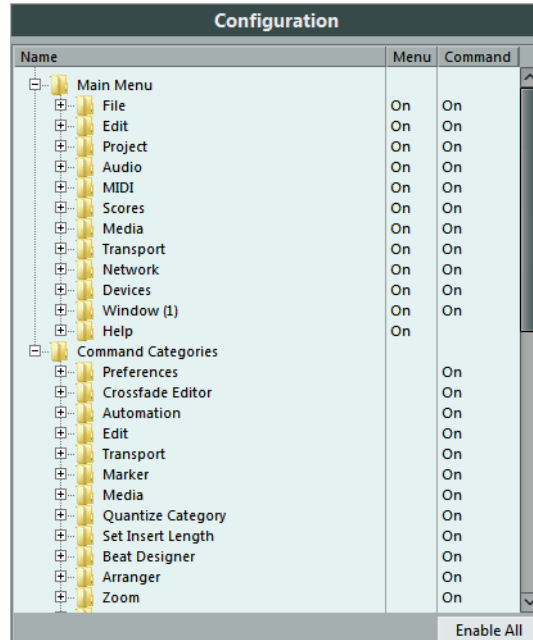 Configuration
Name Menu Command
Main Menu
File On On
Edit On On
Project On On
Audio On On
MIDI On On
Scores On On
Media On On
Transport On On
Network On On
Devices On On
Window (1) On On
Help On
Command Categories
Preferences On
Crossfade Editor On
Automation On
Edit On
Transport On
Marker On
Media On
Quantize Category On
Set Insert Length On
Beat Designer On
Arranger On
Zoom On
Enable All